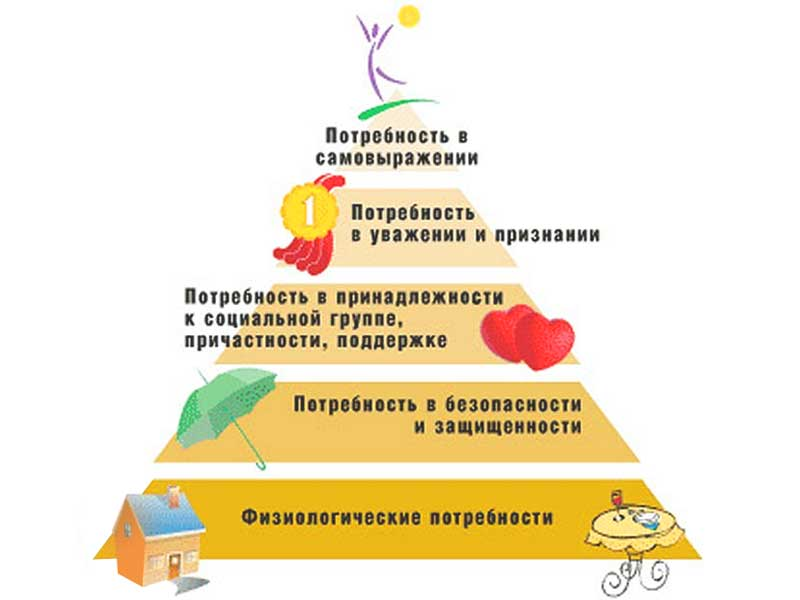 Потребность в
самовыражении
1
Потребность
в уважении и признании
Потребность в принадлежности
к социальной группе,
причастности, поддержке
Потребность в безопасности
и защищенности
Физиологические потребности